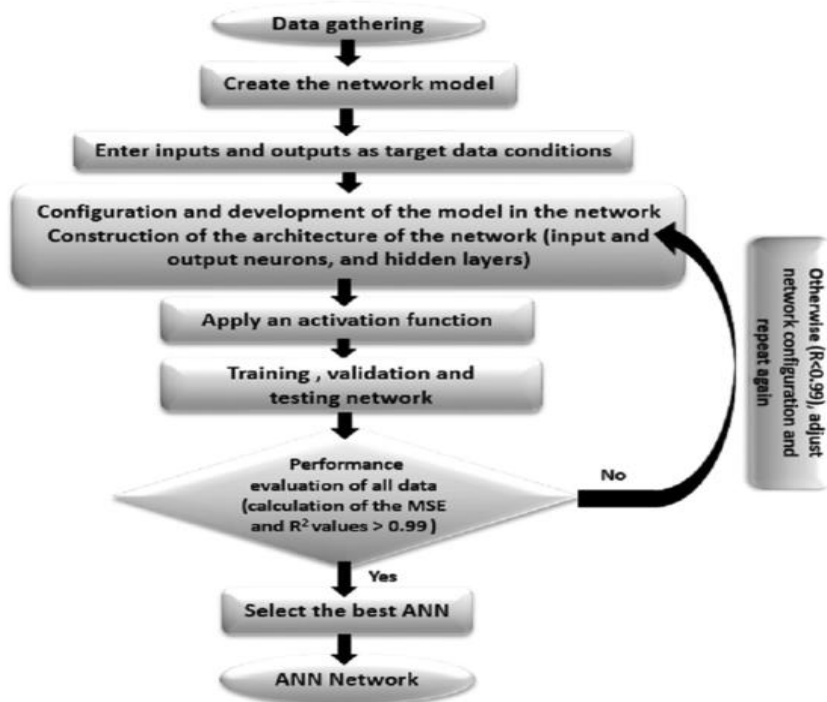 Data gathering
Create the network model
Enter inputs and outputs as target data conditions
Configuration and development of the model in the network
Construction of the architecture of the network (input and
output neurons, and hidden layers)
Apply an activation function
Training , validation and
testing network
Performance
evaluation of all data
(calculation of the MSE
and R² values > 0.99 )
No
Otherwise (R<0.99), adjust
network configuration and
repeat again
Yes
Select the best ANN
ANN Network